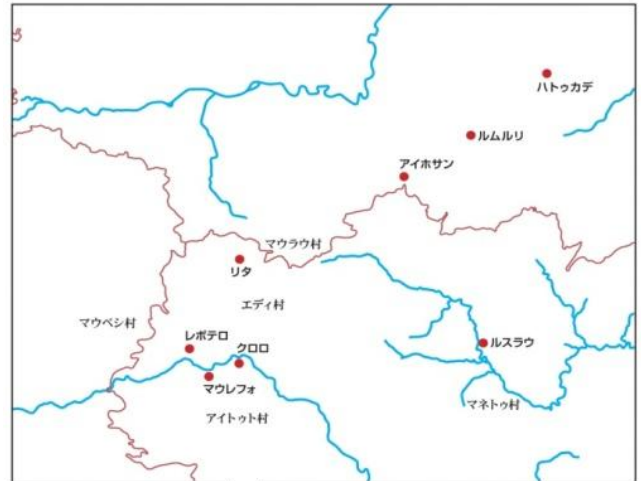 ハトゥカデ
ルムルリ
アイホサン
マウラウ村
リタ
エディ村
マウベシ村
レポテロ
クロロ
ルスラウ
マウレフォ
アイトゥト村
マネトゥ村